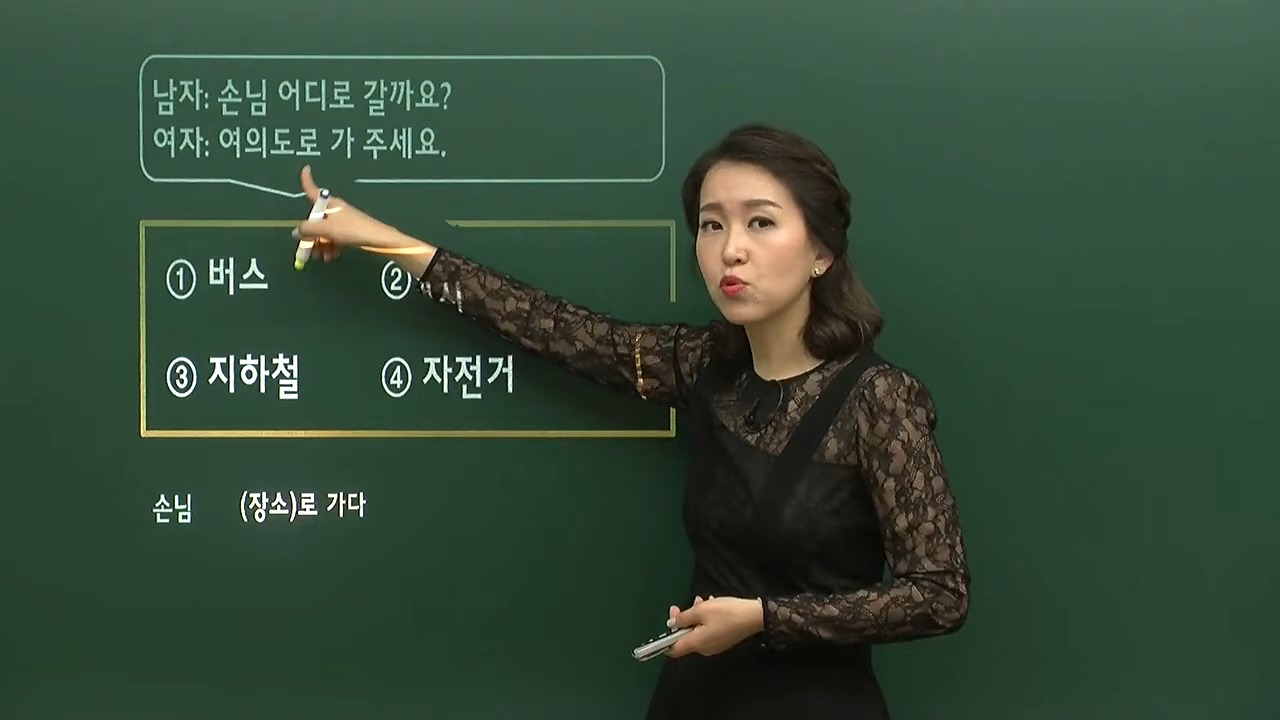 남자: 손님 어디로 갈까요?
여자: 여의도로 가 주세요.
① 버스 ②
③ 지하철 ④ 자전거
손님 (장소)로 가다